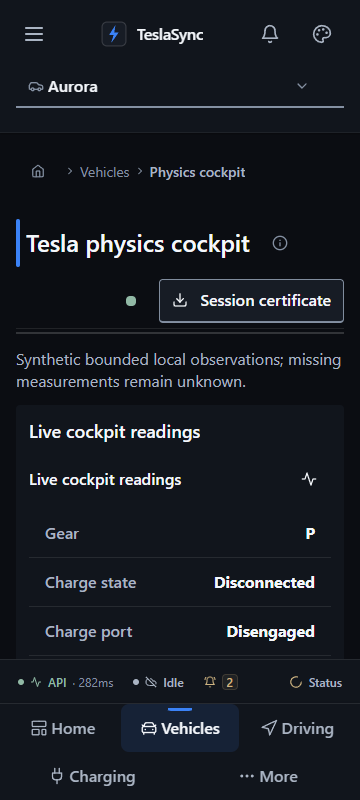 TeslaSync
Aurora
Vehicles
Physics cockpit
Tesla physics cockpit
Session certificate
Synthetic bounded local observations; missing
measurements remain unknown.
Live cockpit readings
Live cockpit readings
Gear P
Charge state Disconnected
Charge port Disengaged
API · 282ms Idle 2 Status
Home Vehicles Driving
Charging More